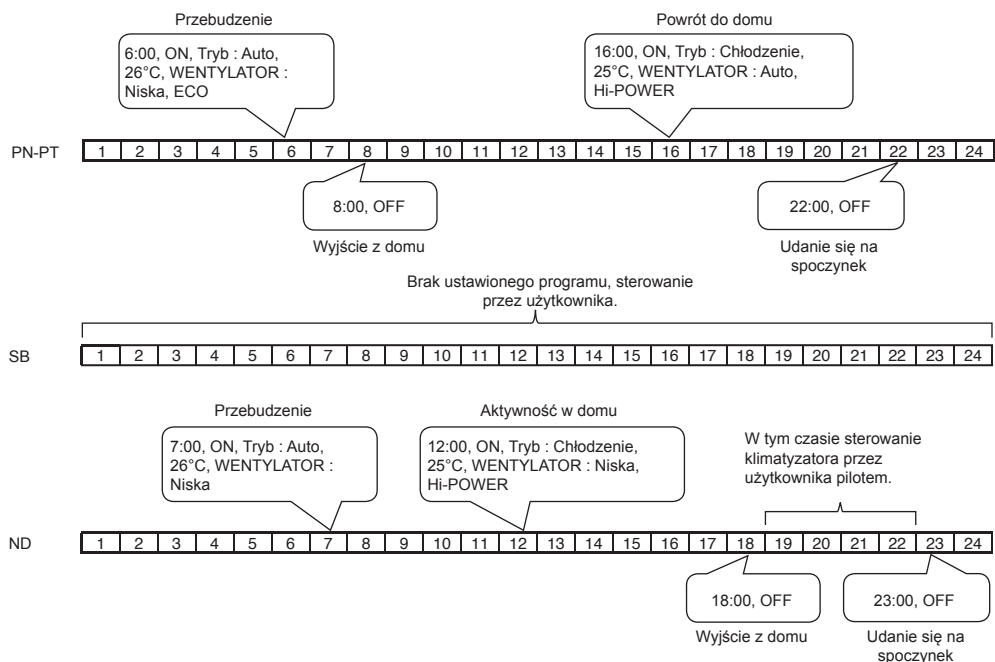 Przebudzenie
6:00, ON, Tryb : Auto,
26°C, WENTYLATOR :
Niska, ECO
Powrót do domu
16:00, ON, Tryb : Chłodzenie,
25°C, WENTYLATOR : Auto,
Hi-POWER
PN-PT 1 2 3 4 5 6 7 8 9 10 11 12 13 14 15 16 17 18 19 20 21 22 23 24
8:00, OFF
Wyjście z domu
22:00, OFF
Udanie się na
spoczynek
Brak ustawionego programu, sterowanie
przez użytkownika.
SB 1 2 3 4 5 6 7 8 9 10 11 12 13 14 15 16 17 18 19 20 21 22 23 24
Przebudzenie
7:00, ON, Tryb : Auto,
26°C, WENTYLATOR :
Niska
Aktywność w domu
12:00, ON, Tryb : Chłodzenie,
25°C, WENTYLATOR : Niska,
Hi-POWER
W tym czasie sterowanie
klimatyzatora przez
użytkownika pilotem.
ND 1 2 3 4 5 6 7 8 9 10 11 12 13 14 15 16 17 18 19 20 21 22 23 24
18:00, OFF
Wyjście z domu
23:00, OFF
Udanie się na
spoczynek